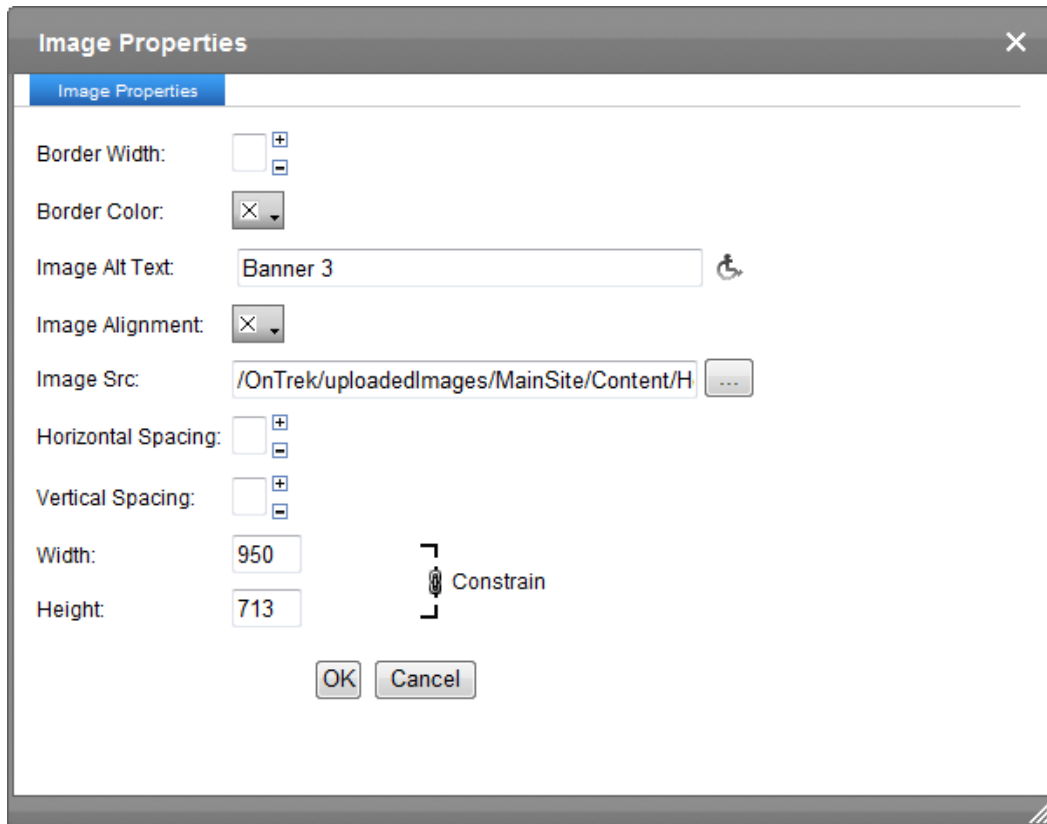 Image Properties
Image Properties
Border Width:
Border Color:
Image Alt Text: Banner 3
Image Alignment:
Image Src: /OnTrek/uploadedImages/MainSite/Content/H ...
Horizontal Spacing:
Vertical Spacing:
Width: 950
Constrain
Height: 713
OK Cancel